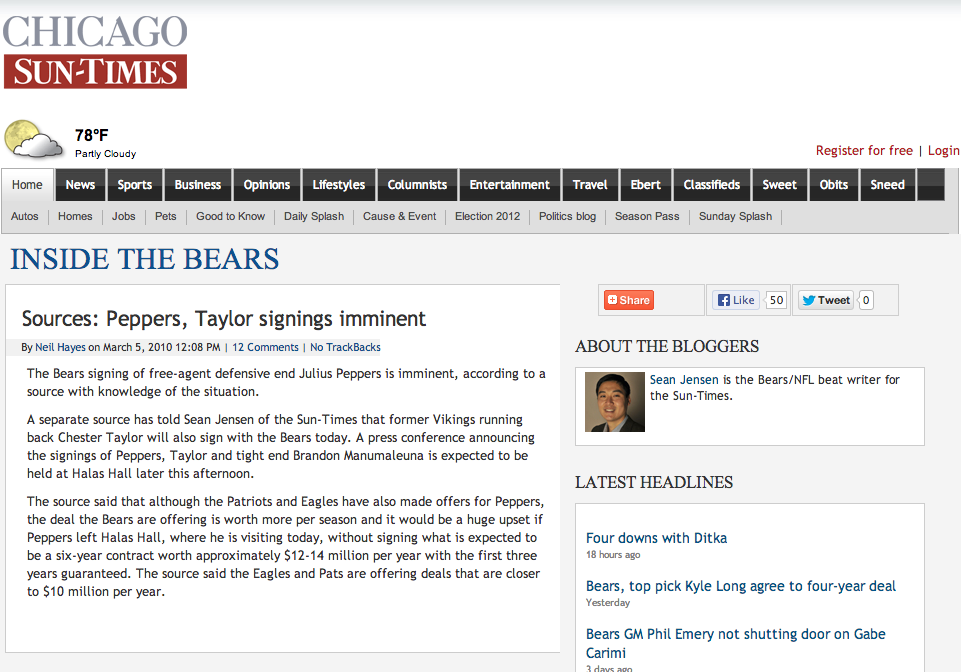 CHICAGO
SUN-TIMES
78°F
Partly Cloudy
Register for free | Login
Home News Sports Business Opinions Lifestyles Columnists Entertainment Travel Ebert Classifieds Sweet Obits Sneed
Autos Homes Jobs Pets Good to Know Daily Splash Cause & Event Election 2012 Politics blog Season Pass Sunday Splash
INSIDE THE BEARS
Sources: Peppers, Taylor signings imminent
By Neil Hayes on March 5, 2010 12:08 PM | 12 Comments | No TrackBacks
The Bears signing of free-agent defensive end Julius Peppers is imminent, according to a
source with knowledge of the situation.
A separate source has told Sean Jensen of the Sun-Times that former Vikings running
back Chester Taylor will also sign with the Bears today. A press conference announcing
the signings of Peppers, Taylor and tight end Brandon Manumaleuna is expected to be
held at Halas Hall later this afternoon.
The source said that although the Patriots and Eagles have also made offers for Peppers,
the deal the Bears are offering is worth more per season and it would be a huge upset if
Peppers left Halas Hall, where he is visiting today, without signing what is expected to
be a six-year contract worth approximately $12-14 million per year with the first three
years guaranteed. The source said the Eagles and Pats are offering deals that are closer
to $10 million per year.
Share Like 50 Tweet 0
ABOUT THE BLOGGERS
Sean Jensen is the Bears/NFL beat writer for
the Sun-Times.
LATEST HEADLINES
Four downs with Ditka
18 hours ago
Bears, top pick Kyle Long agree to four-year deal
Yesterday
Bears GM Phil Emery not shutting door on Gabe
Carimi
3 days ago